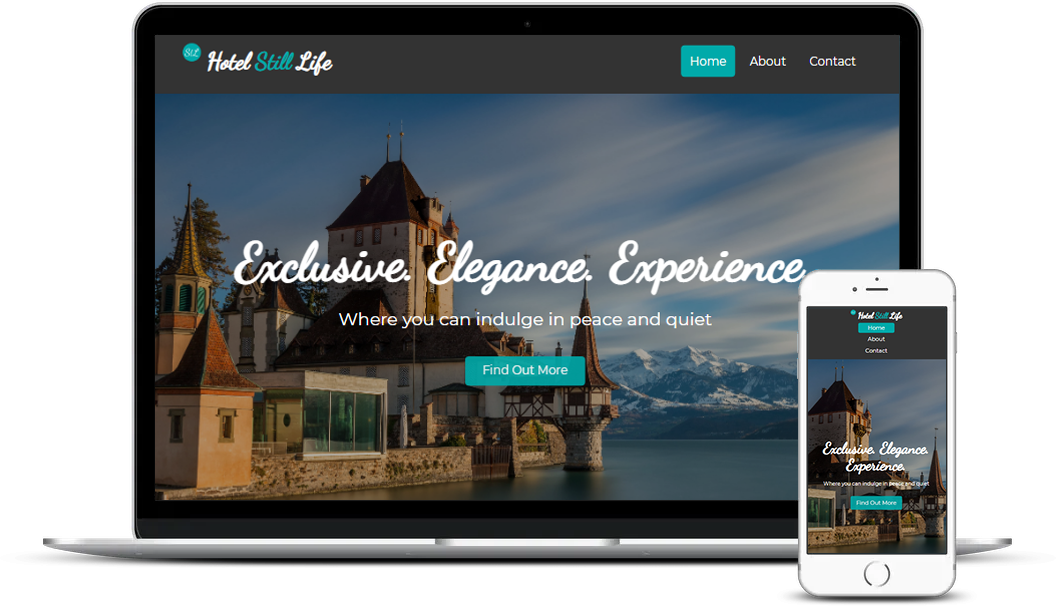 StL
Hotel Still Life
Home
About
Contact
Exclusive. Elegance. Experience.
Where you can indulge in peace and quiet
Find Out More
Hotel Still Life
Home
About
Contact
Exclusive. Elegance.
Experience.
Where you can indulge in peace and quiet
Find Out More